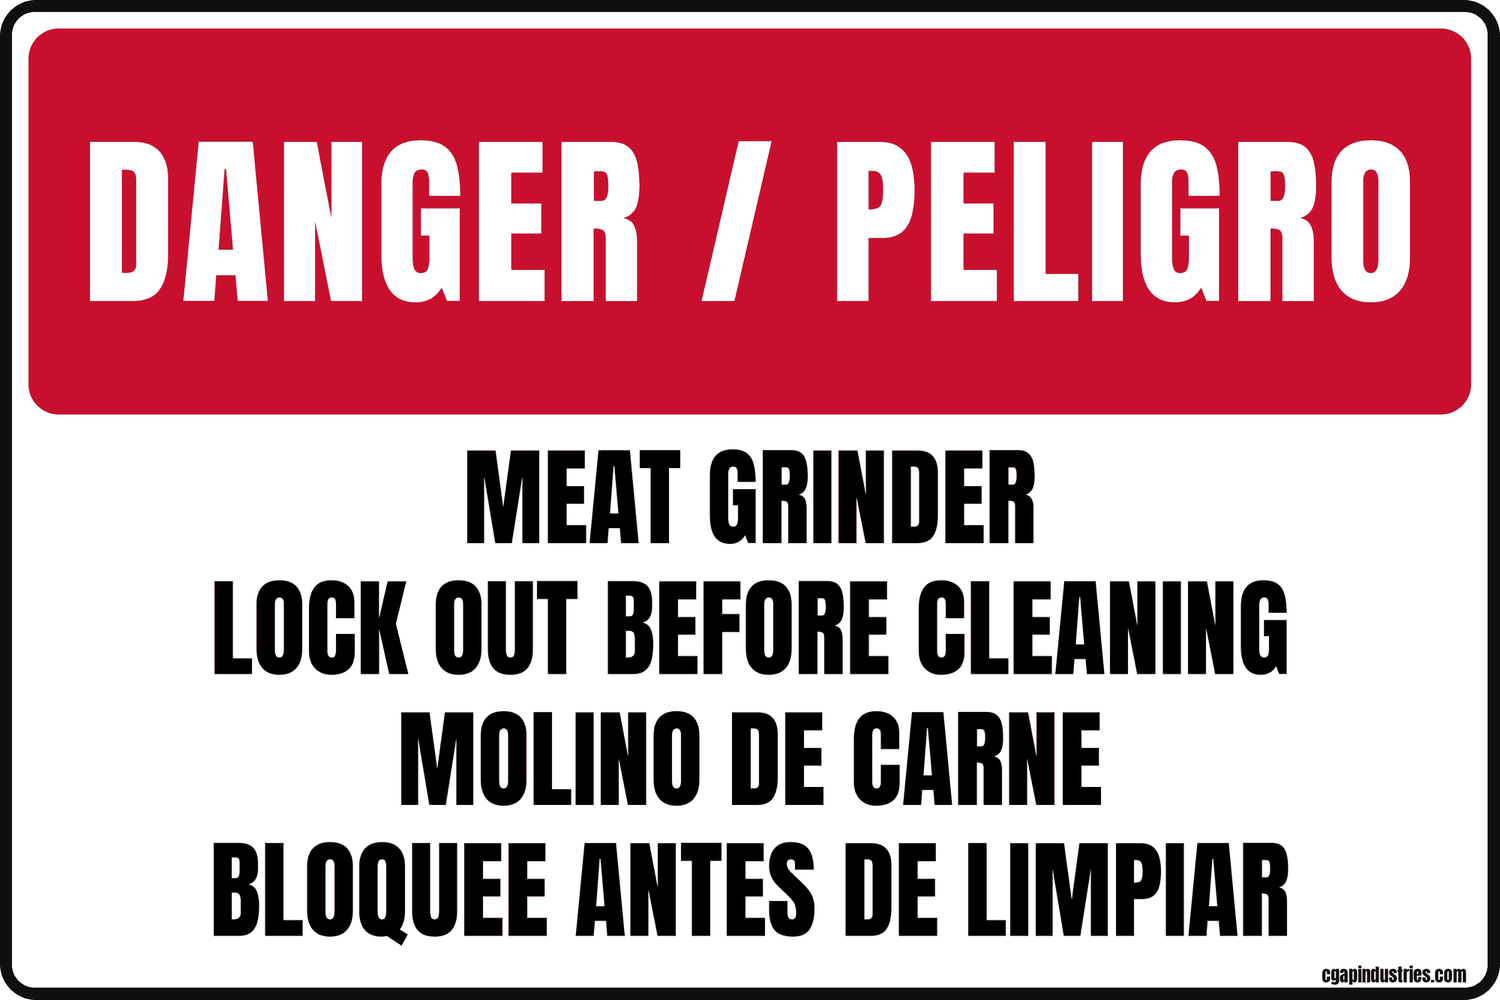 DANGER / PELIGRO
MEAT GRINDER
LOCK OUT BEFORE CLEANING
MOLINO DE CARNE
BLOQUEE ANTES DE LIMPIAR
cgapindustries.com